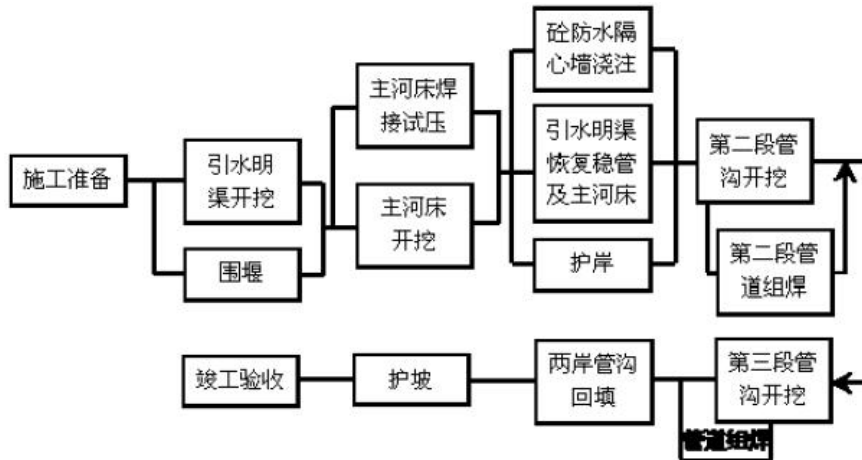 施工准备
引水明
渠开挖
围堰
主河床焊
接试压
主河床
开挖
砼防水隔
心墙浇注
引水明渠
恢复稳管
及主河床
护岸
第二段管
沟开挖
第二段管
道组焊
竣工验收
护坡
两岸管沟
回填
第三段管
沟开挖
管道组焊